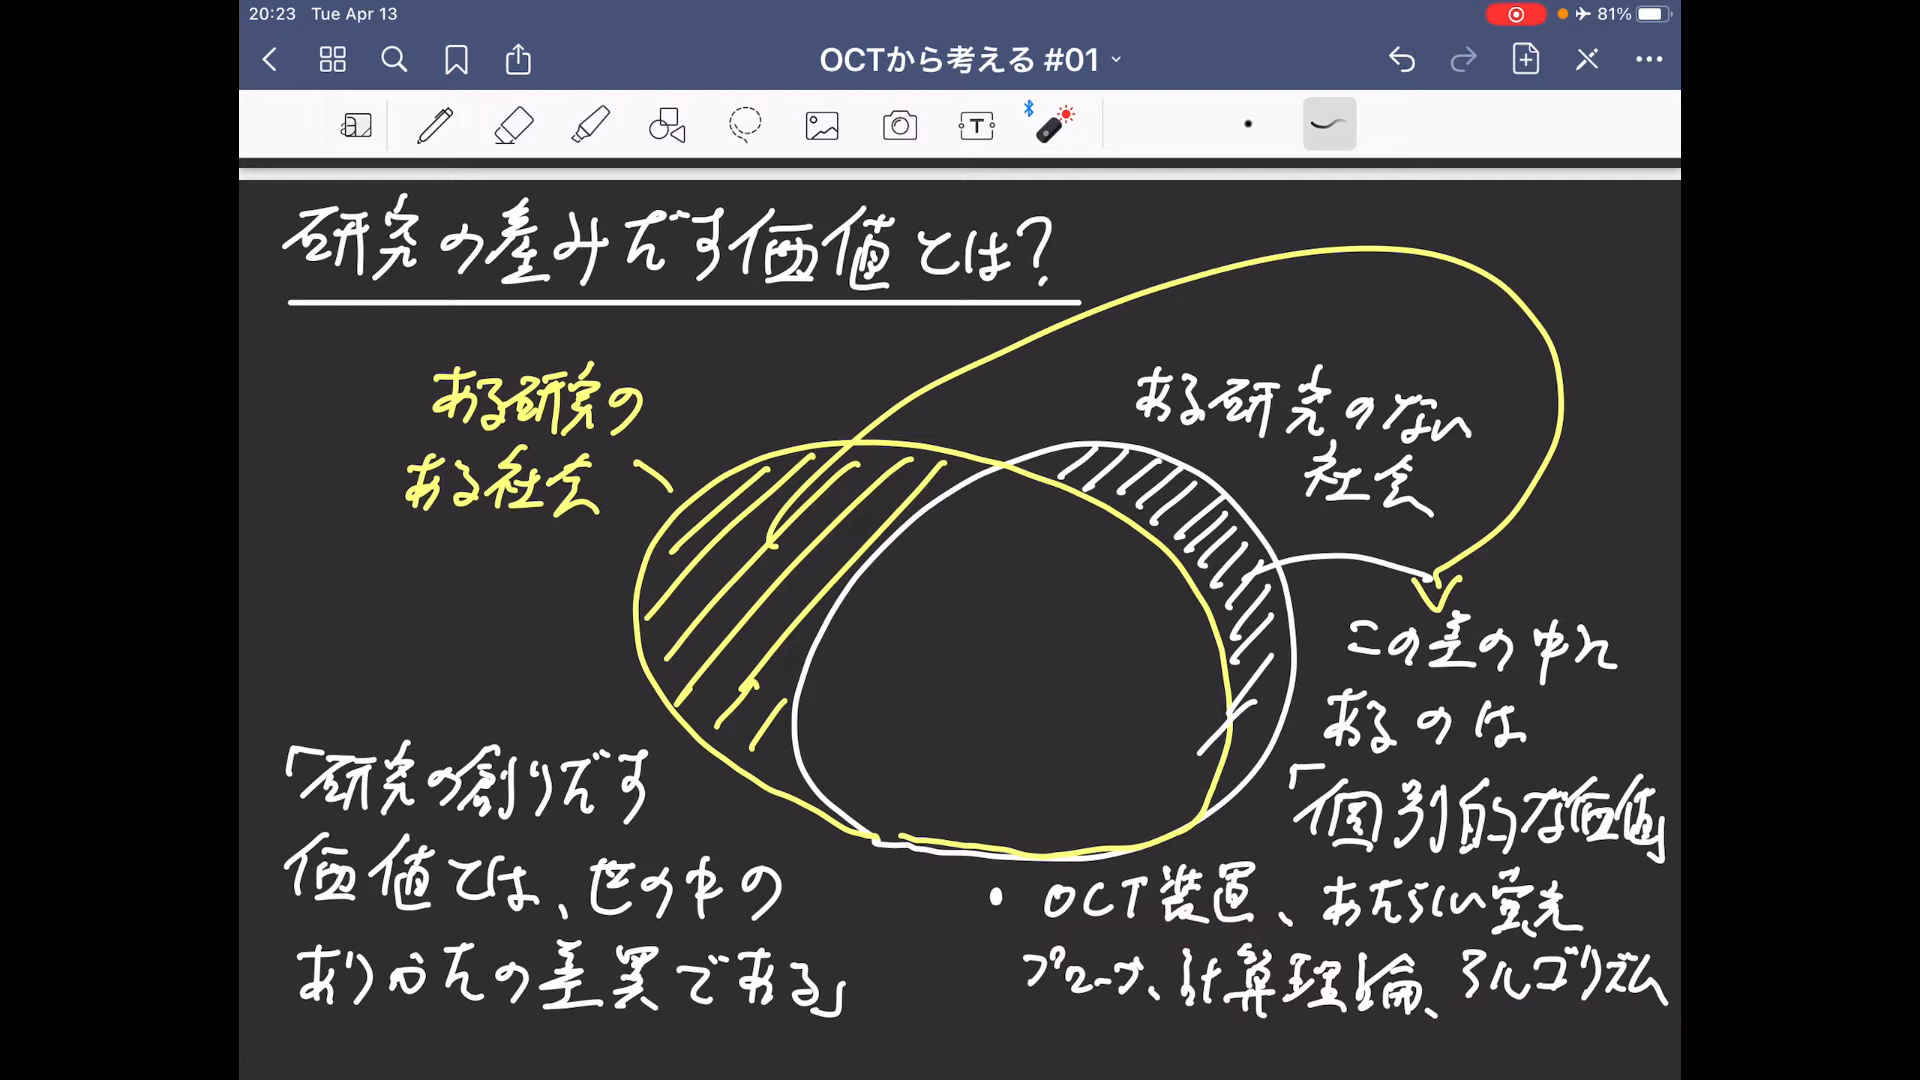 20:23 Tue Apr 13
81%
OCTから考える #01
研究の産みだす価値とは?
ある研究の
ある社会
ある研究のない
社会
この差の中に
あるのは
「個別的な価値」
「研究の創りだす
価値とは、世の中の
ありかたの差異である」
• OCT装置、あたらしい蛍光
プローブ、計算理論、アルゴリズム